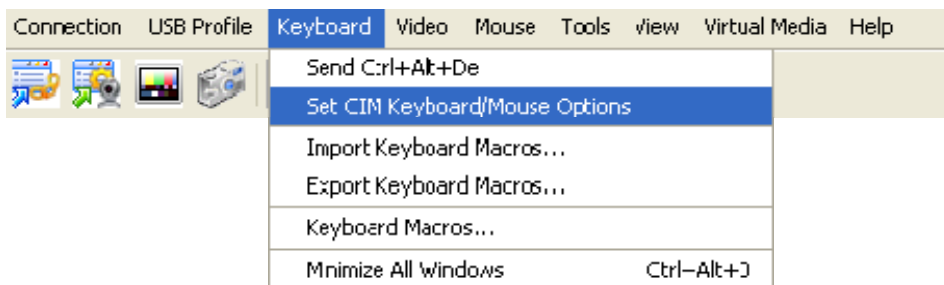 Connection USB Profile Keyboard Video Mouse Tools View Virtual Media Help
Send Ctrl+Alt+De
Set CIM Keyboard/Mouse Options
Import Keyboard Macros...
Export Keyboard Macros...
Keyboard Macros...
Minimize All Windows